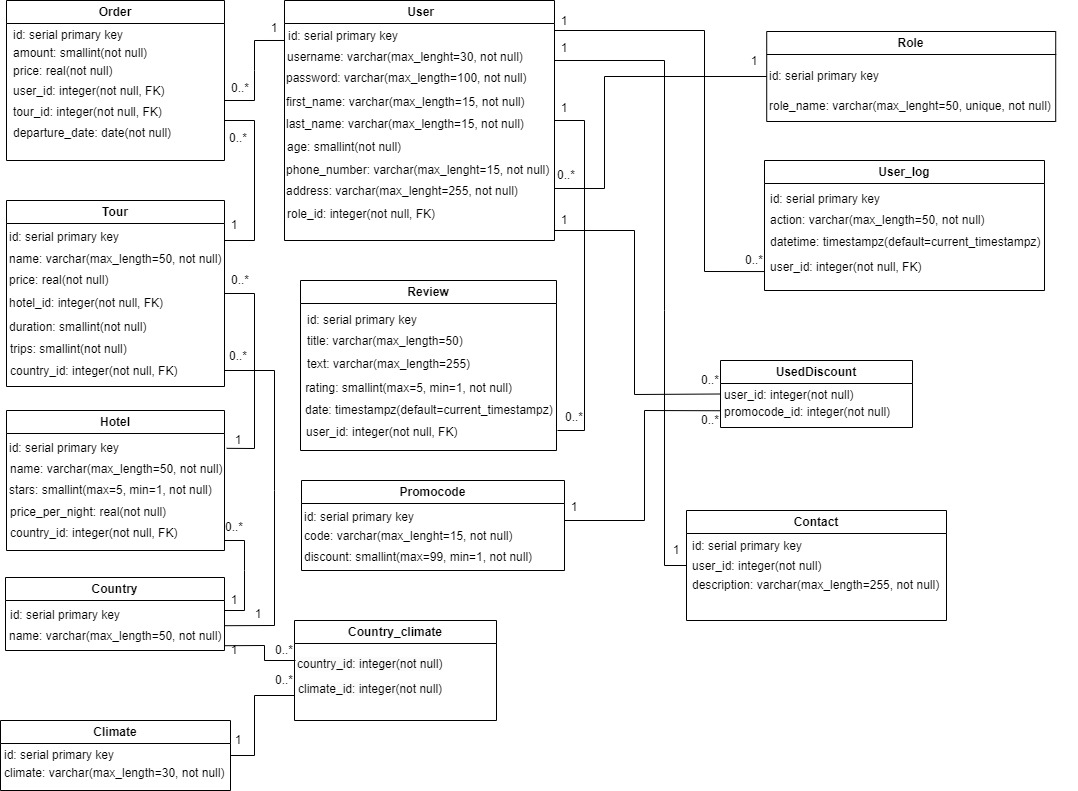 Order
id: serial primary key
amount: smallint(not null)
price: real(not null)
user_id: integer(not null, FK)
tour_id: integer(not null, FK)
departure_date: date(not null)
1
0..*
0..*
User
id: serial primary key
username: varchar(max_lenght=30, not null)
password: varchar(max_length=100, not null)
first_name: varchar(max_length=15, not null)
last_name: varchar(max_length=15, not null)
age: smallint(not null)
phone_number: varchar(max_lenght=15, not null)
address: varchar(max_lenght=255, not null)
role_id: integer(not null, FK)
1
1
1
0..*
1
Role
1
id: serial primary key
role_name: varchar(max_lenght=50, unique, not null)
User_log
id: serial primary key
action: varchar(max_length=50, not null)
datetime: timestampz(default=current_timestampz)
0..*
user_id: integer(not null, FK)
Tour
1
id: serial primary key
name: varchar(max_length=50, not null)
price: real(not null)
0..*
hotel_id: integer(not null, FK)
duration: smallint(not null)
trips: smallint(not null)
0..*
country_id: integer(not null, FK)
Review
id: serial primary key
title: varchar(max_length=50)
text: varchar(max_length=255)
rating: smallint(max=5, min=1, not null)
date: timestampz(default=current_timestampz)
0..*
user_id: integer(not null, FK)
UsedDiscount
0..*
user_id: integer(not null)
promocode_id: integer(not null)
0..*
Hotel
1
id: serial primary key
name: varchar(max_length=50, not null)
stars: smallint(max=5, min=1, not null)
price_per_night: real(not null)
0..*
country_id: integer(not null, FK)
Promocode
1
id: serial primary key
code: varchar(max_lenght=15, not null)
discount: smallint(max=99, min=1, not null)
Contact
1
id: serial primary key
user_id: integer(not null)
description: varchar(max_length=255, not null)
Country
1
1
id: serial primary key
name: varchar(max_length=50, not null)
1
Country_climate
0..*
country_id: integer(not null)
0..*
climate_id: integer(not null)
Climate
1
id: serial primary key
climate: varchar(max_length=30, not null)